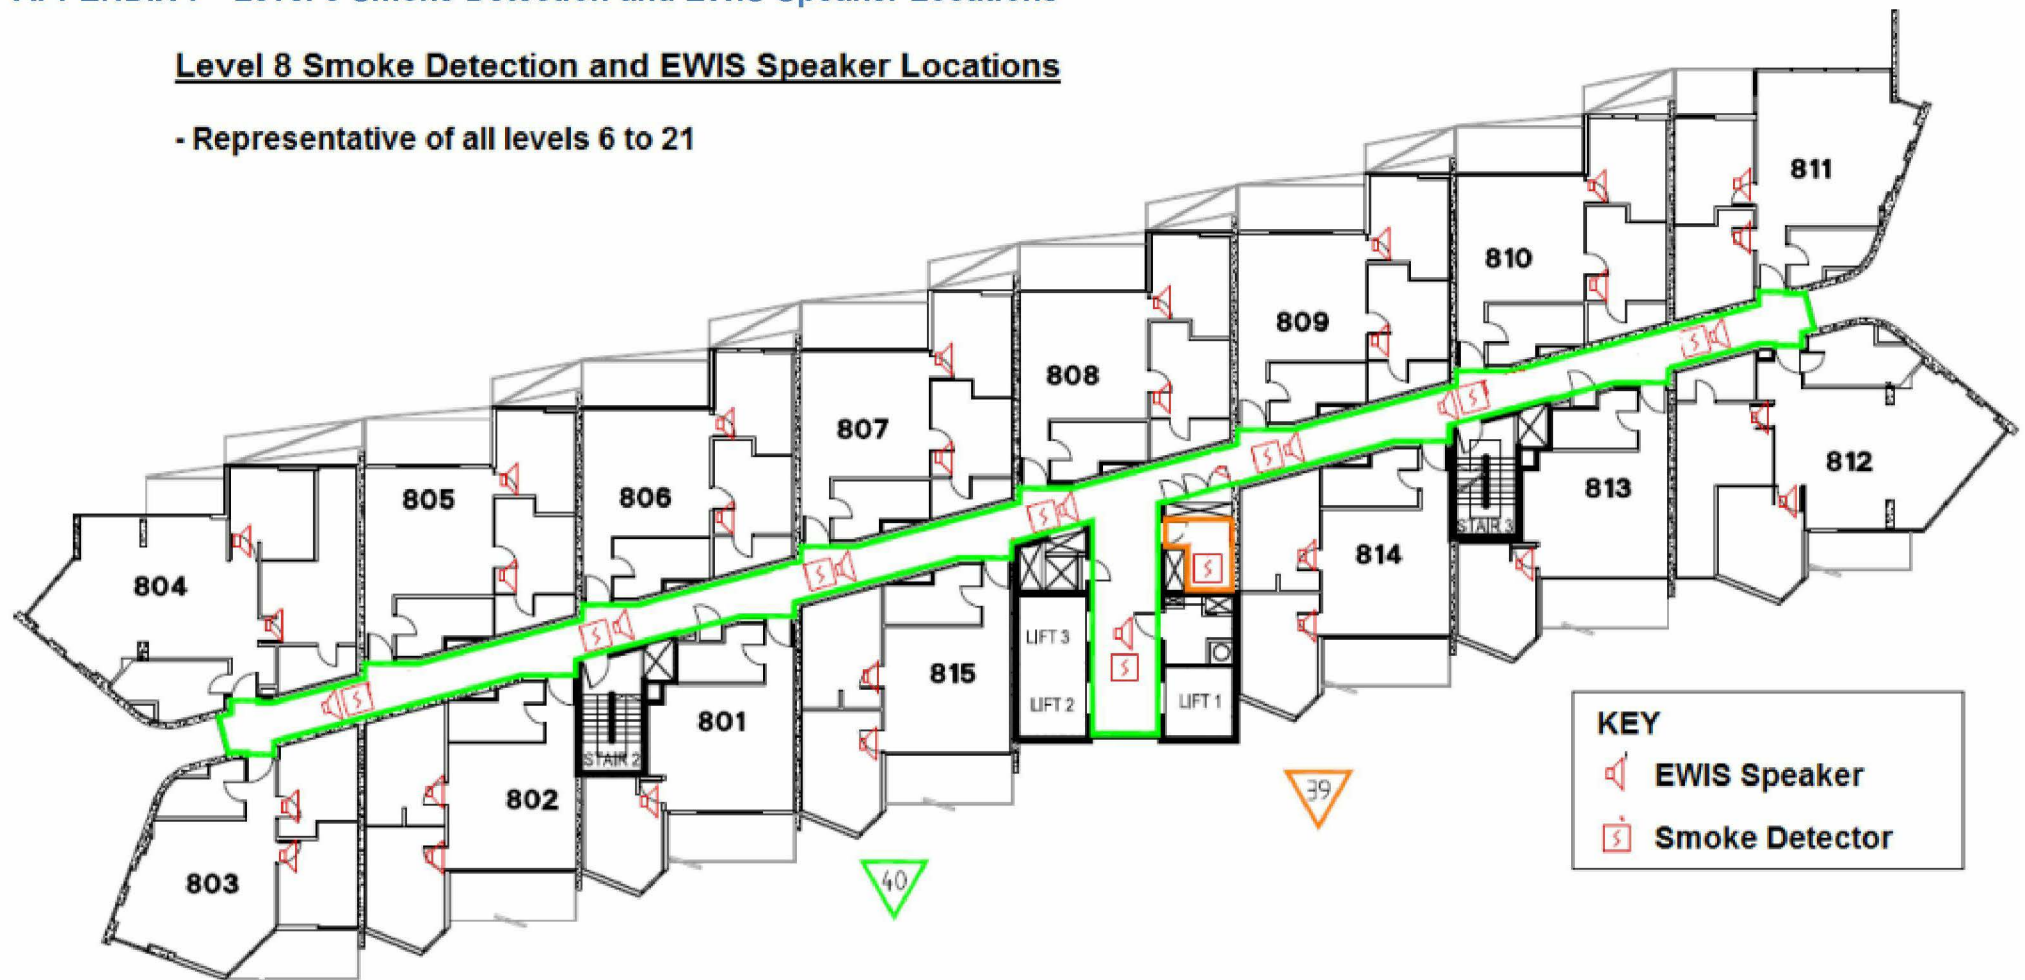 Level 8 Smoke Detection and EWIS Speaker Locations
- Representative of all levels 6 to 21
811
810
809
808
807
806
805
804
812
813
814
815
801
802
803
STAIR 3
STAIR 2
LIFT 3
LIFT 2
LIFT 1
39
40
KEY
EWIS Speaker
Smoke Detector